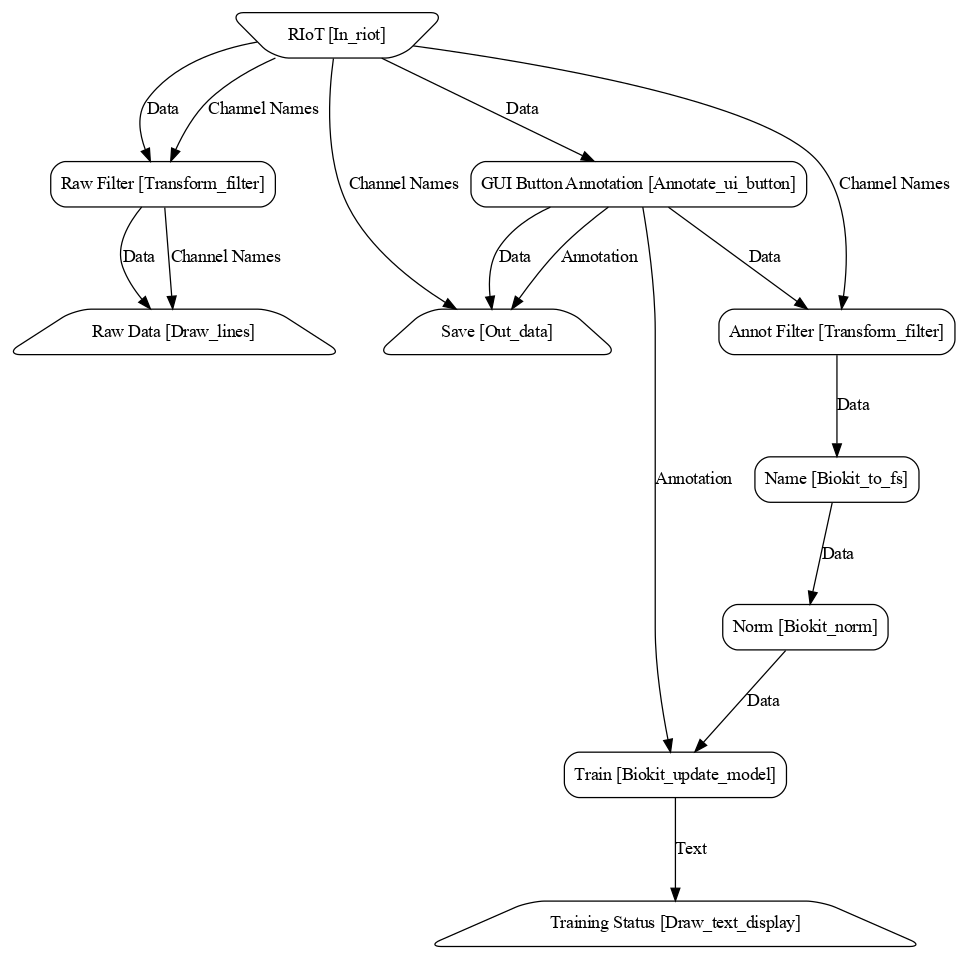 RIoT [In_riot]
Data
Channel Names
Data
Raw Filter [Transform_filter]
Channel Names
GUI Button Annotation [Annotate_ui_button]
Channel Names
Data
Channel Names
Data
Annotation
Data
Raw Data [Draw_lines]
Save [Out_data]
Annot Filter [Transform_filter]
Data
Annotation
Name [Biokit_to_fs]
Data
Norm [Biokit_norm]
Data
Train [Biokit_update_model]
Text
Training Status [Draw_text_display]